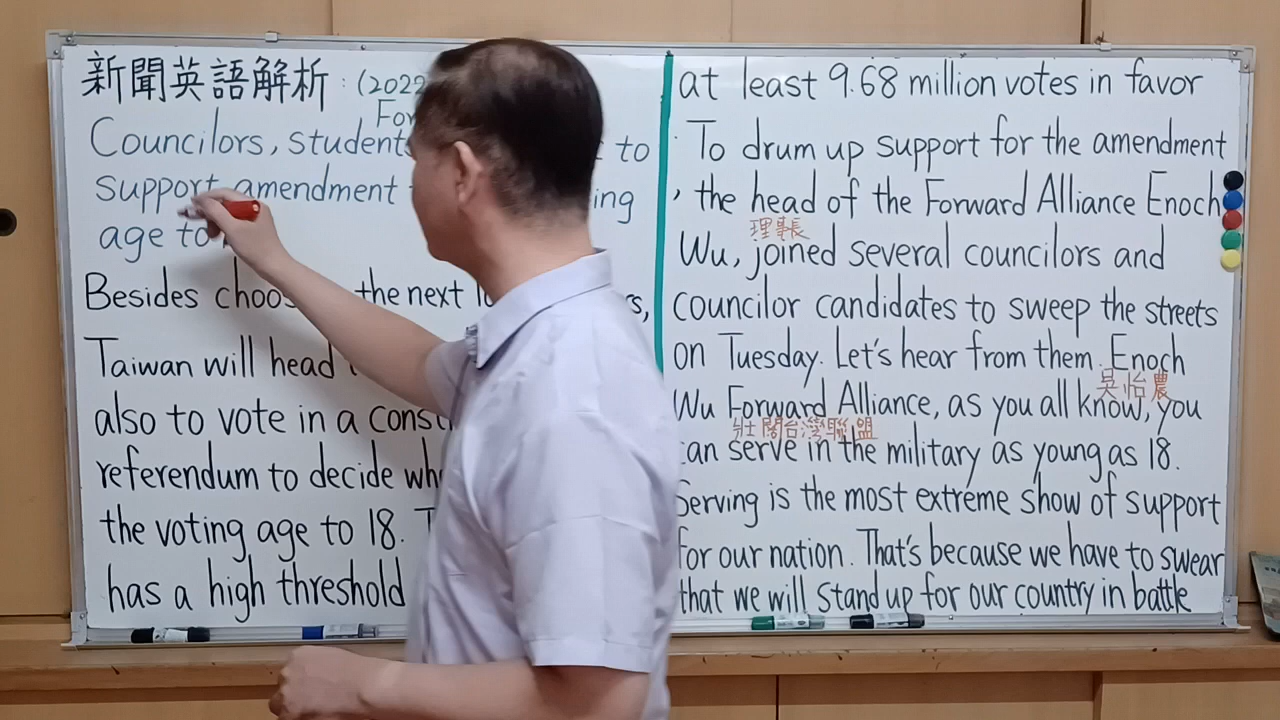 新聞英語解析：(2022
For
Councilors, students to
support amendment ing
age to
Besides the next
Taiwan will head
also to vote in a
referendum to decide
the voting age to 18.
has a high threshold
at least 9.68 million votes in favor
To drum up support for the amendment
, the head of the Forward Alliance Enoch
理事長
Wu, joined several councilors and
councilor candidates to sweep the streets
on Tuesday. Let's hear from them. Enoch
吳怡農
Wu Forward Alliance, as you all know, you
壯闊台灣聯盟
can serve in the military as young as 18.
Serving is the most extreme show of support
for our nation. That's because we have to swear
that we will stand up for our country in battle